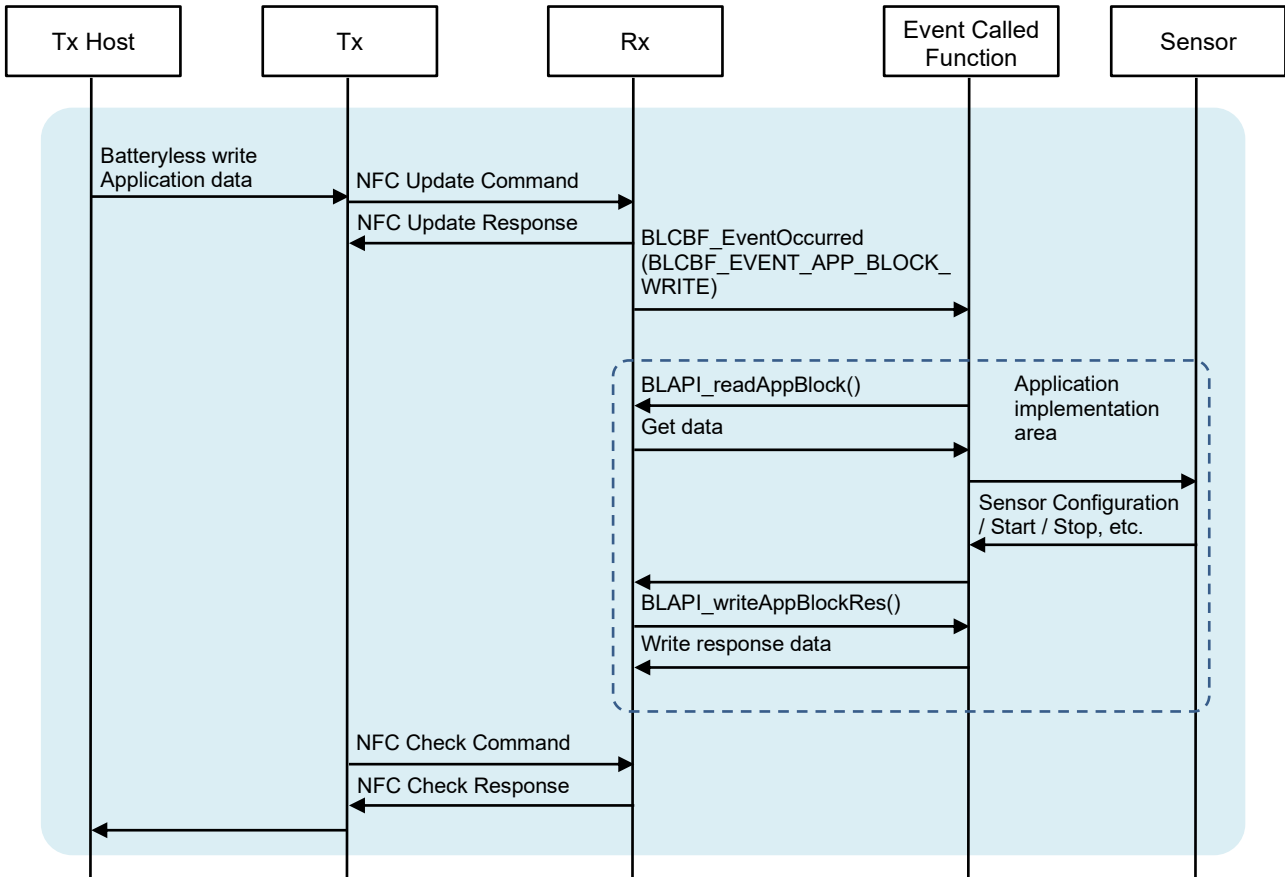 Tx Host
Tx
Rx
Event Called
Function
Sensor
Batteryless write
Application data
NFC Update Command
NFC Update Response
BLCBF_EventOccurred
(BLCBF_EVENT_APP_BLOCK_
WRITE)
BLAPI_readAppBlock()
Application
implementation
area
Get data
Sensor Configuration
/ Start / Stop, etc.
BLAPI_writeAppBlockRes()
Write response data
NFC Check Command
NFC Check Response